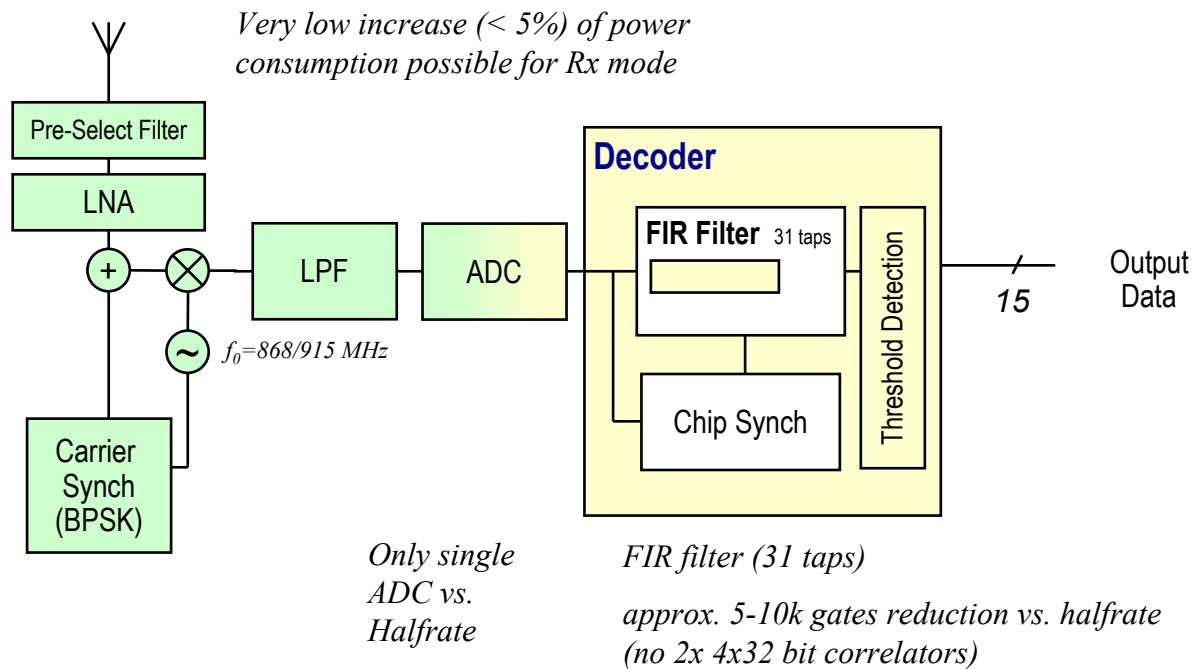 Very low increase (< 5%) of power
consumption possible for Rx mode
Pre-Select Filter
LNA
+
~
f0=868/915 MHz
LPF
ADC
Carrier
Synch
(BPSK)
Decoder
FIR Filter 31 taps
Chip Synch
Threshold Detection
15
Output
Data
Only single
ADC vs.
Halfrate
FIR filter (31 taps)
approx. 5-10k gates reduction vs. halfrate
(no 2x 4x32 bit correlators)